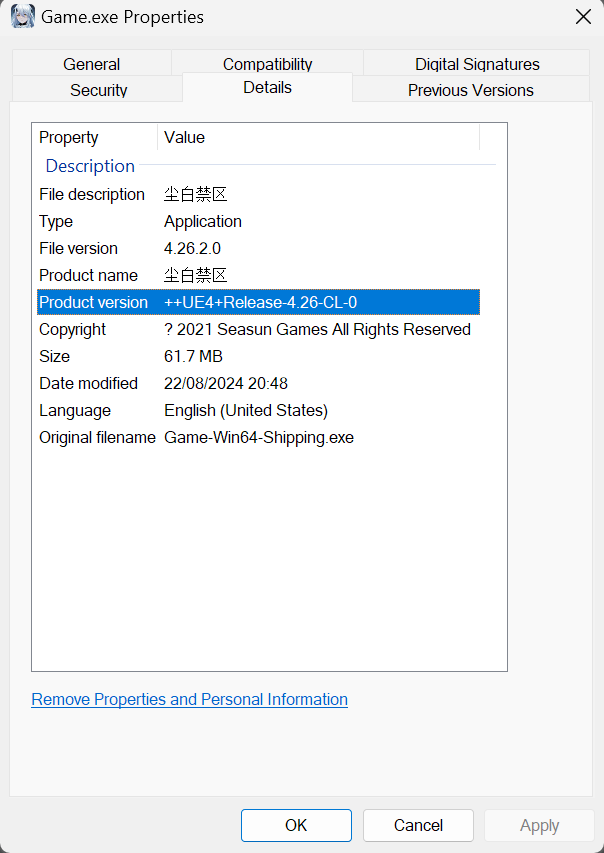 Game.exe Properties
General Compatibility Digital Signatures
Security Details Previous Versions
Property Value
Description
File description 尘白禁区
Type Application
File version 4.26.2.0
Product name 尘白禁区
Product version ++UE4+Release-4.26-CL-0
Copyright ? 2021 Seasun Games All Rights Reserved
Size 61.7 MB
Date modified 22/08/2024 20:48
Language English (United States)
Original filename Game-Win64-Shipping.exe
Remove Properties and Personal Information
OK Cancel Apply